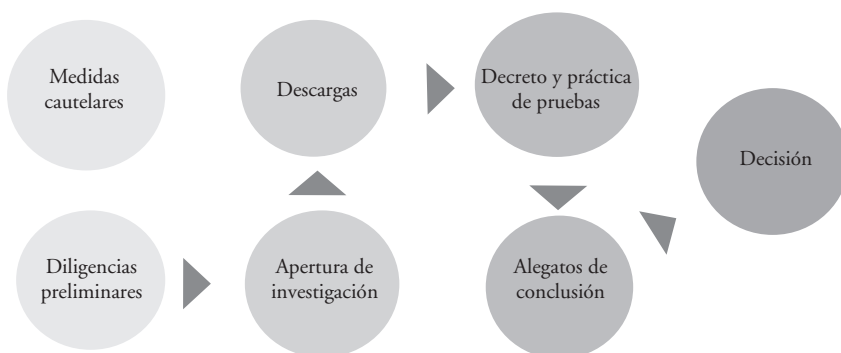 Medidas
cautelares
Descargas
Decreto y práctica
de pruebas
Decisión
Diligencias
preliminares
Apertura de
investigación
Alegatos de
conclusión